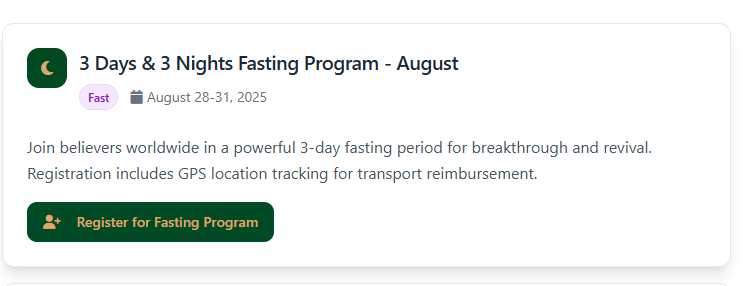 3 Days & 3 Nights Fasting Program - August
Fast August 28-31, 2025
Join believers worldwide in a powerful 3-day fasting period for breakthrough and revival.
Registration includes GPS location tracking for transport reimbursement.
Register for Fasting Program